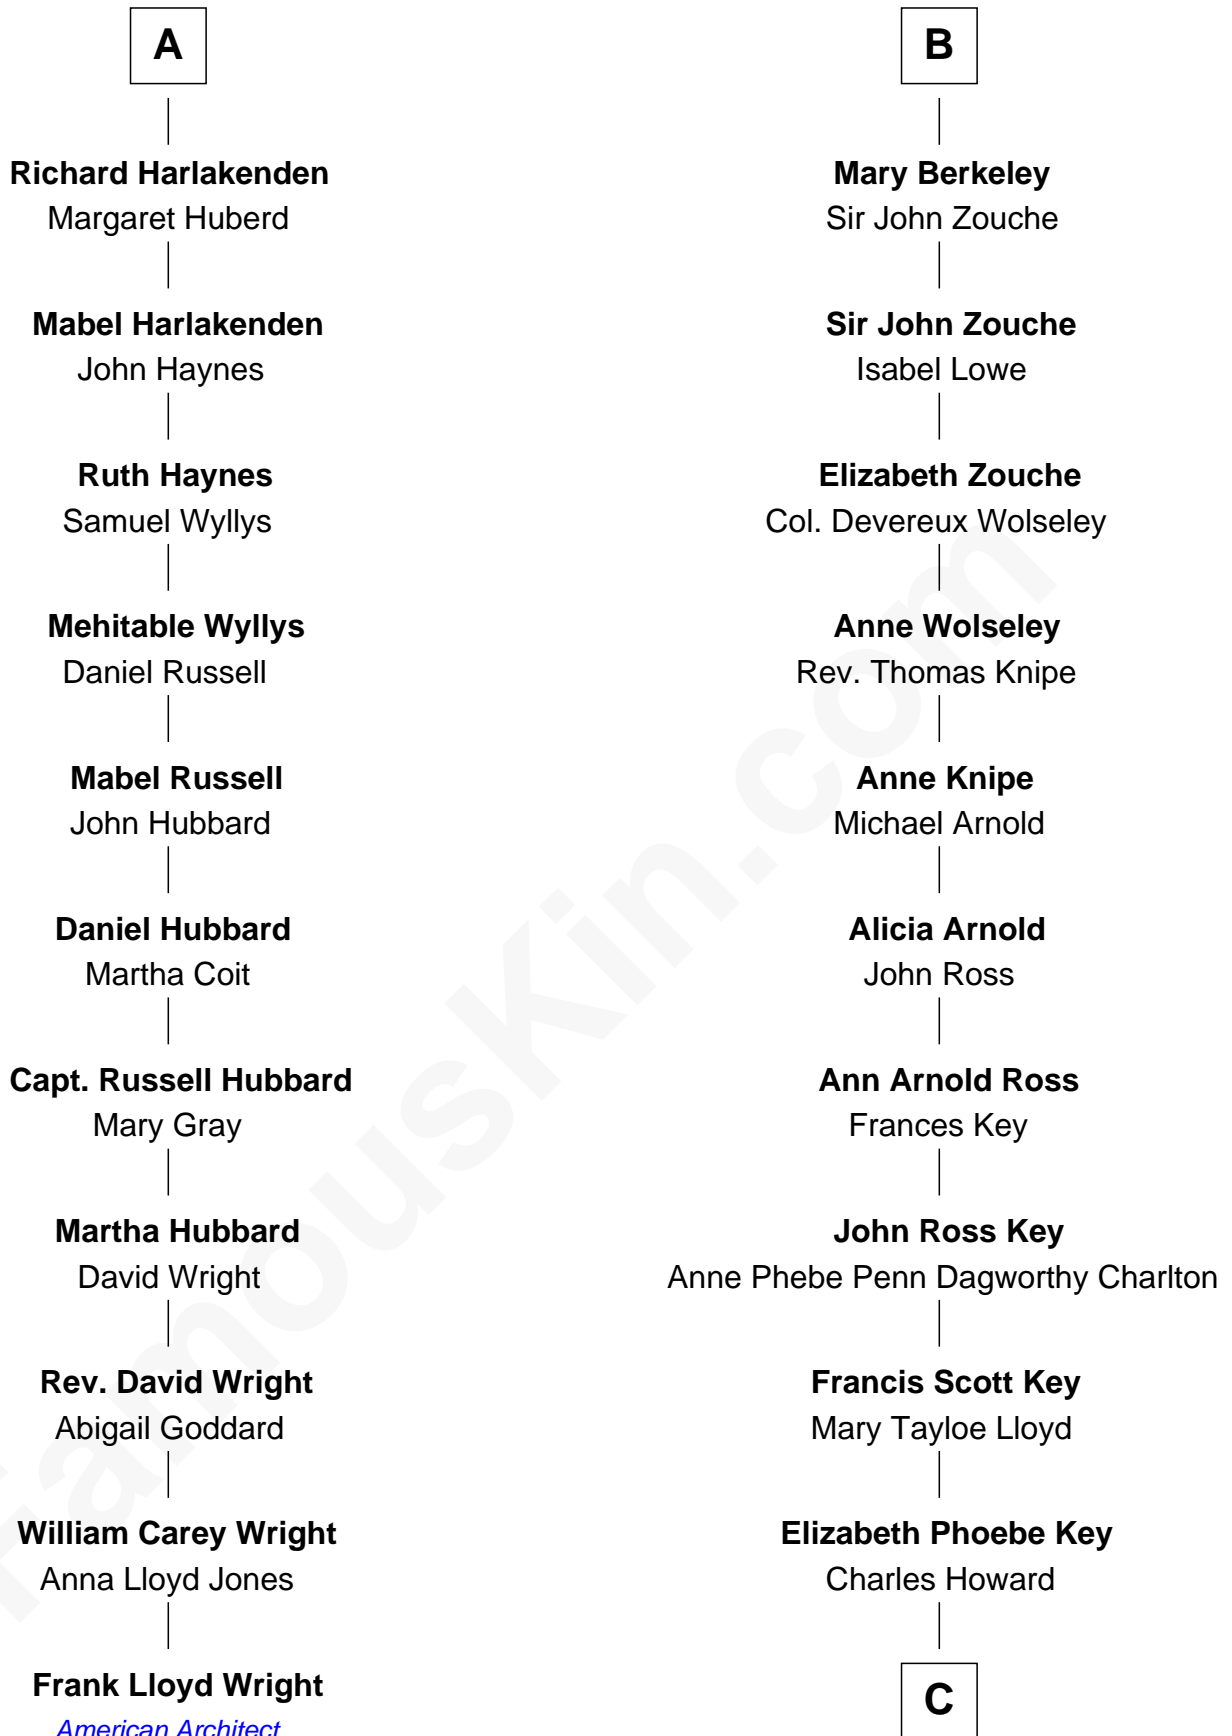 A
Richard Harlakenden
Margaret Huberd
Mabel Harlakenden
John Haynes
Ruth Haynes
Samuel Wyllys
Mehitable Wyllys
Daniel Russell
Mabel Russell
John Hubbard
Daniel Hubbard
Martha Coit
Capt. Russell Hubbard
Mary Gray
Martha Hubbard
David Wright
Rev. David Wright
Abigail Goddard
William Carey Wright
Anna Lloyd Jones
Frank Lloyd Wright
American Architect
B
Mary Berkeley
Sir John Zouche
Sir John Zouche
Isabel Lowe
Elizabeth Zouche
Col. Devereux Wolseley
Anne Wolseley
Rev. Thomas Knipe
Anne Knipe
Michael Arnold
Alicia Arnold
John Ross
Ann Arnold Ross
Frances Key
John Ross Key
Anne Phebe Penn Dagworthy Charlton
Francis Scott Key
Mary Tayloe Lloyd
Elizabeth Phoebe Key
Charles Howard
C
FamousKin.com